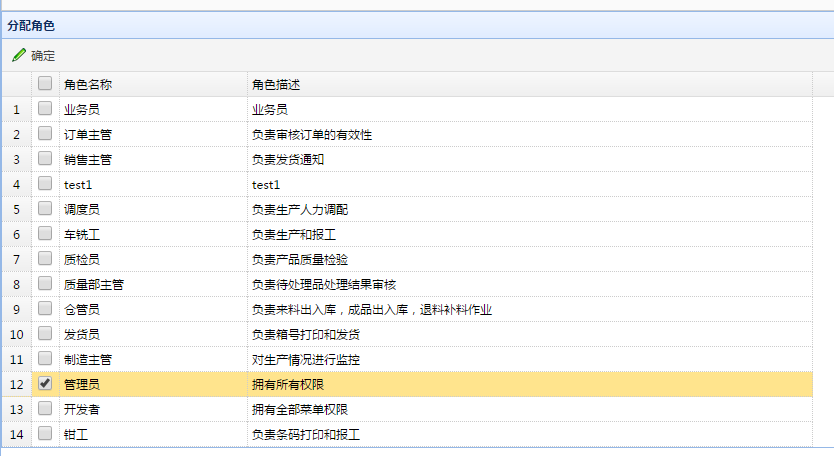 分配角色
确定
角色名称 角色描述
1 业务员 业务员
2 订单主管 负责审核订单的有效性
3 销售主管 负责发货通知
4 test1 test1
5 调度员 负责生产人力调配
6 车铣工 负责生产和报工
7 质检员 负责产品质量检验
8 质量部主管 负责待处理品处理结果审核
9 仓管员 负责来料出入库，成品出入库，退料补料作业
10 发货员 负责箱号打印和发货
11 制造主管 对生产情况进行监控
12 管理员 拥有所有权限
13 开发者 拥有全部菜单权限
14 钳工 负责条码打印和报工